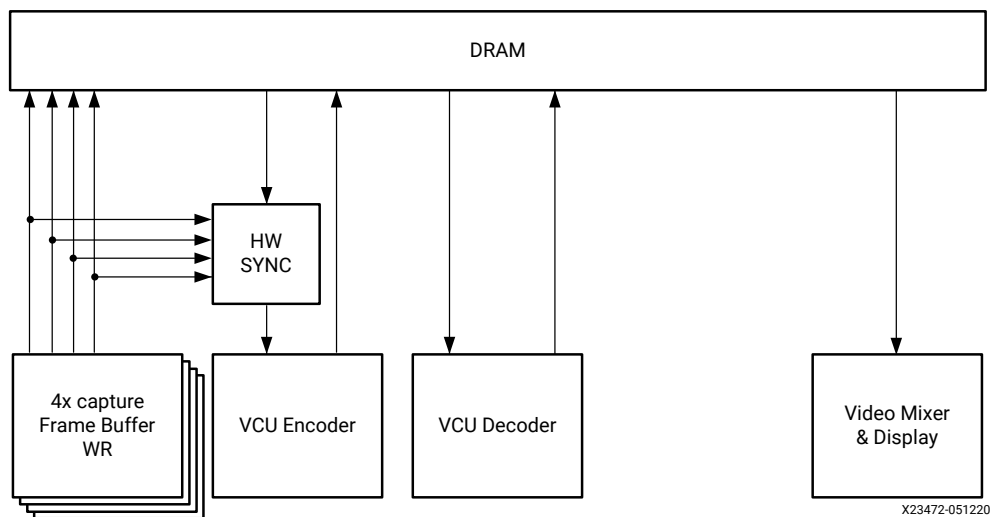 DRAM
HW
SYNC
4x capture
Frame Buffer
WR
VCU Encoder
VCU Decoder
Video Mixer
& Display
X23472-051220